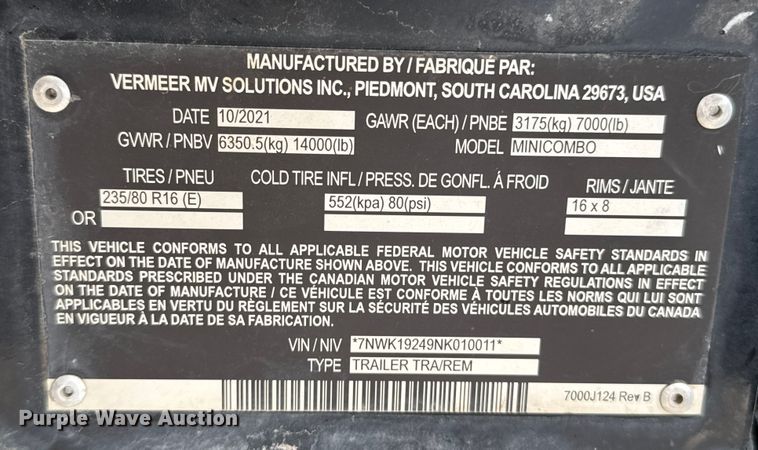 MANUFACTURED BY / FABRIQUÉ PAR:
VERMEER MV SOLUTIONS INC., PIEDMONT, SOUTH CAROLINA 29673, USA
DATE 10/2021 GAWR (EACH) / PNBE 3175(kg) 7000(lb)
GVWR / PNBV 6350.5(kg) 14000(lb) MODEL MINICOMBO
TIRES / PNEU COLD TIRE INFL / PRESS. DE GONFL. Á FROID RIMS / JANTE
235/80 R16 (E) 552(kpa) 80(psi) 16 x 8
OR
THIS VEHICLE CONFORMS TO ALL APPLICABLE FEDERAL MOTOR VEHICLE SAFETY STANDARDS IN
EFFECT ON THE DATE OF MANUFACTURE SHOWN ABOVE. THIS VEHICLE CONFORMS TO ALL APPLICABLE
STANDARDS PRESCRIBED UNDER THE CANADIAN MOTOR VEHICLE SAFETY REGULATIONS IN EFFECT
ON THE DATE OF MANUFACTURE / CE VÉHICULE EST CONFORME À TOUTES LES NORMS QUI LUI SONT
APPLICABLES EN VERTU DU RÈGLEMENT SUR LA SÉCURITÉ DES VÉHICULES AUTOMOBILES DU CANADA
EN VIGUEUR À LA DATE DE SA FABRICATION.
VIN / NIV *7NWK19249NK010011*
TYPE TRAILER TRA/REM
7000J124 Rev B
Purple Wave Auction